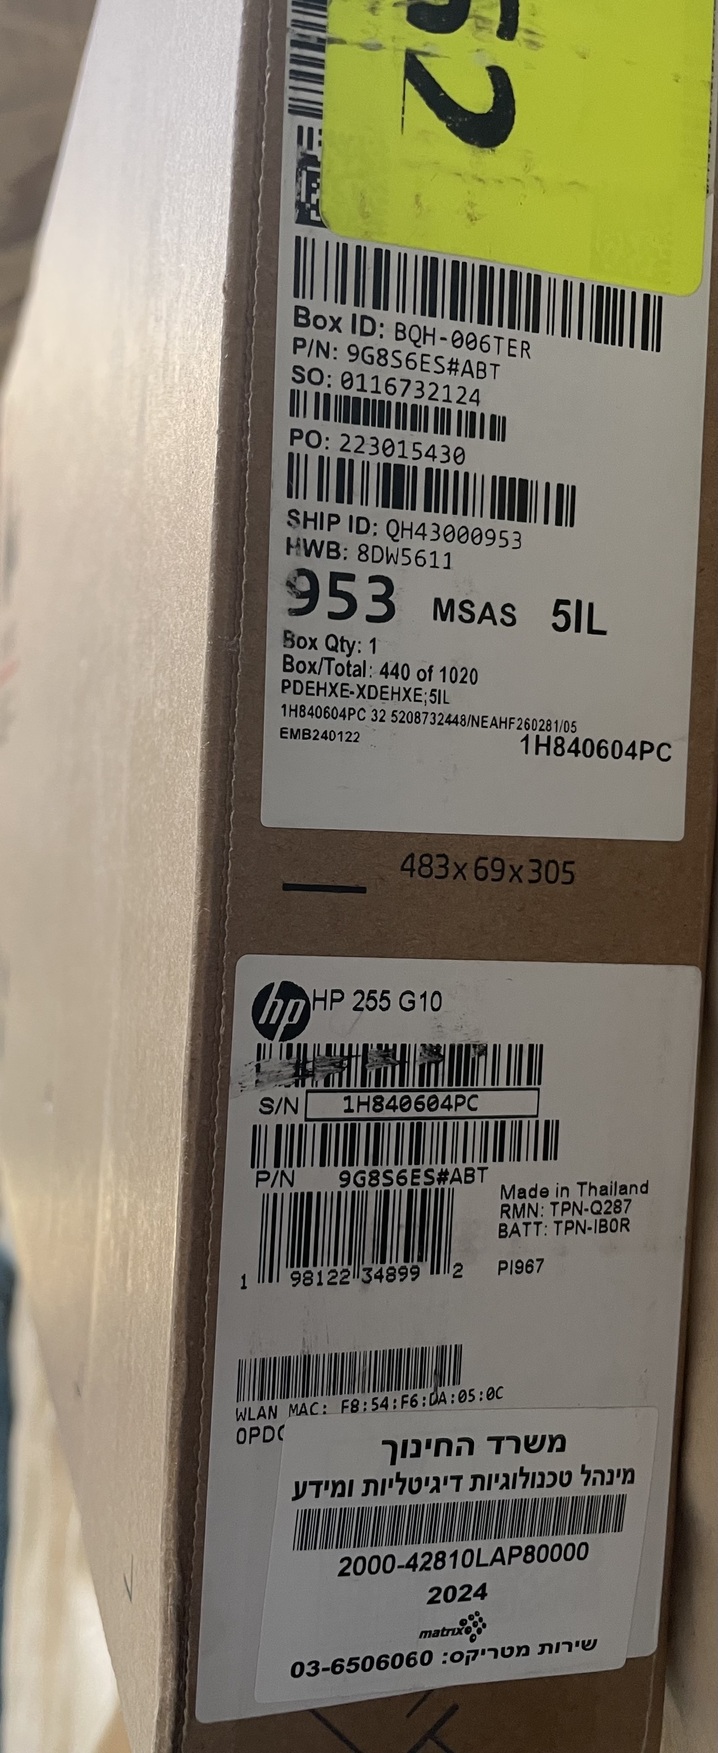 52
Box ID: BQH-006TER
P/N: 9G8S6ES#ABT
SO: 0116732124
PO: 223015430
SHIP ID: QH43000953
HWB: 8DW5611
953 MSAS 5IL
Box Qty: 1
Box/Total: 440 of 1020
PDEHXE-XDEHXE;5IL
1H840604PC 32 5208732448/NEAHF260281/05
EMB240122 1H840604PC
483x69x305
hp HP 255 G10
S/N 1H840604PC
P/N 9G8S6ES#ABT
Made in Thailand
RMN: TPN-Q287
BATT: TPN-IB0R
1 98122 34899 2 PI967
WLAN MAC: F8:54:F6:DA:05:0C
משרד החינוך
מינהל טכנולוגיות דיגיטליות ומידע
2000-42810LAP80000
2024
matrix
שירות מטריקס: 03-6506060